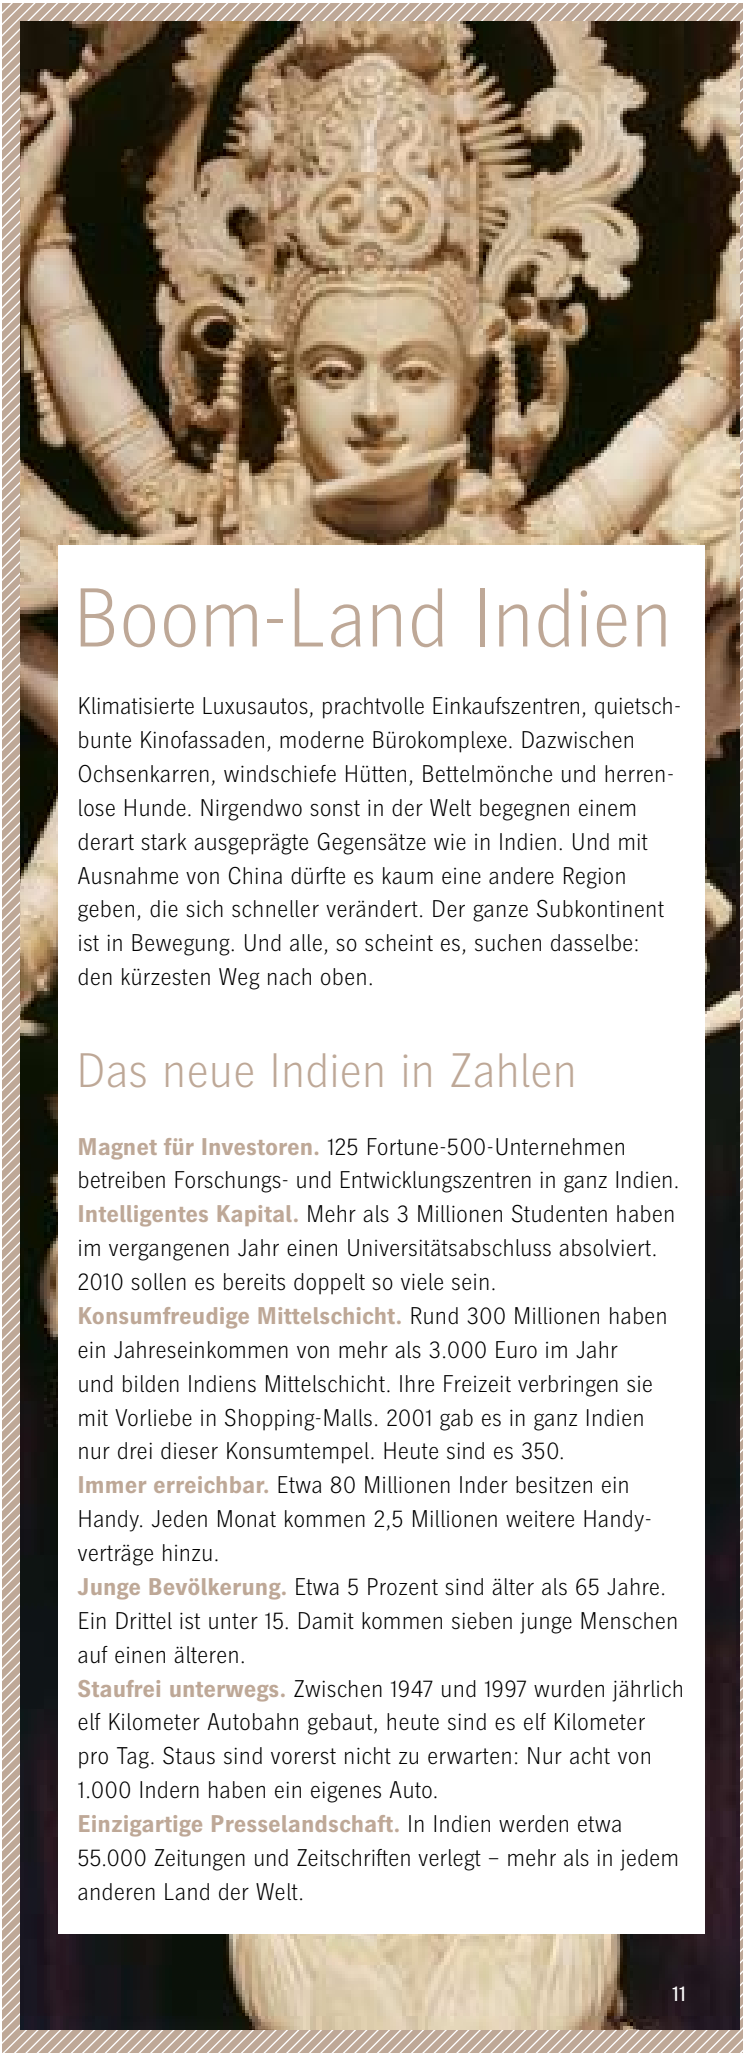 Boom-Land Indien
Klimatisierte Luxusautos, prachtvolle Einkaufszentren, quietsch-
bunte Kinofassaden, moderne Bürokomplexe. Dazwischen
Ochsenkarren, windschiefe Hütten, Bettelmönche und herren-
lose Hunde. Nirgendwo sonst in der Welt begegnen einem
derart stark ausgeprägte Gegensätze wie in Indien. Und mit
Ausnahme von China dürfte es kaum eine andere Region
geben, die sich schneller verändert. Der ganze Subkontinent
ist in Bewegung. Und alle, so scheint es, suchen dasselbe:
den kürzesten Weg nach oben.
Das neue Indien in Zahlen
Magnet für Investoren. 125 Fortune-500-Unternehmen
betreiben Forschungs- und Entwicklungszentren in ganz Indien.
Intelligentes Kapital. Mehr als 3 Millionen Studenten haben
im vergangenen Jahr einen Universitätsabschluss absolviert.
2010 sollen es bereits doppelt so viele sein.
Konsumfreudige Mittelschicht. Rund 300 Millionen haben
ein Jahreseinkommen von mehr als 3.000 Euro im Jahr
und bilden Indiens Mittelschicht. Ihre Freizeit verbringen sie
mit Vorliebe in Shopping-Malls. 2001 gab es in ganz Indien
nur drei dieser Konsumtempel. Heute sind es 350.
Immer erreichbar. Etwa 80 Millionen Inder besitzen ein
Handy. Jeden Monat kommen 2,5 Millionen weitere Handy-
verträge hinzu.
Junge Bevölkerung. Etwa 5 Prozent sind älter als 65 Jahre.
Ein Drittel ist unter 15. Damit kommen sieben junge Menschen
auf einen älteren.
Staufrei unterwegs. Zwischen 1947 und 1997 wurden jährlich
elf Kilometer Autobahn gebaut, heute sind es elf Kilometer
pro Tag. Staus sind vorerst nicht zu erwarten: Nur acht von
1.000 Indern haben ein eigenes Auto.
Einzigartige Presselandschaft. In Indien werden etwa
55.000 Zeitungen und Zeitschriften verlegt – mehr als in jedem
anderen Land der Welt.
11